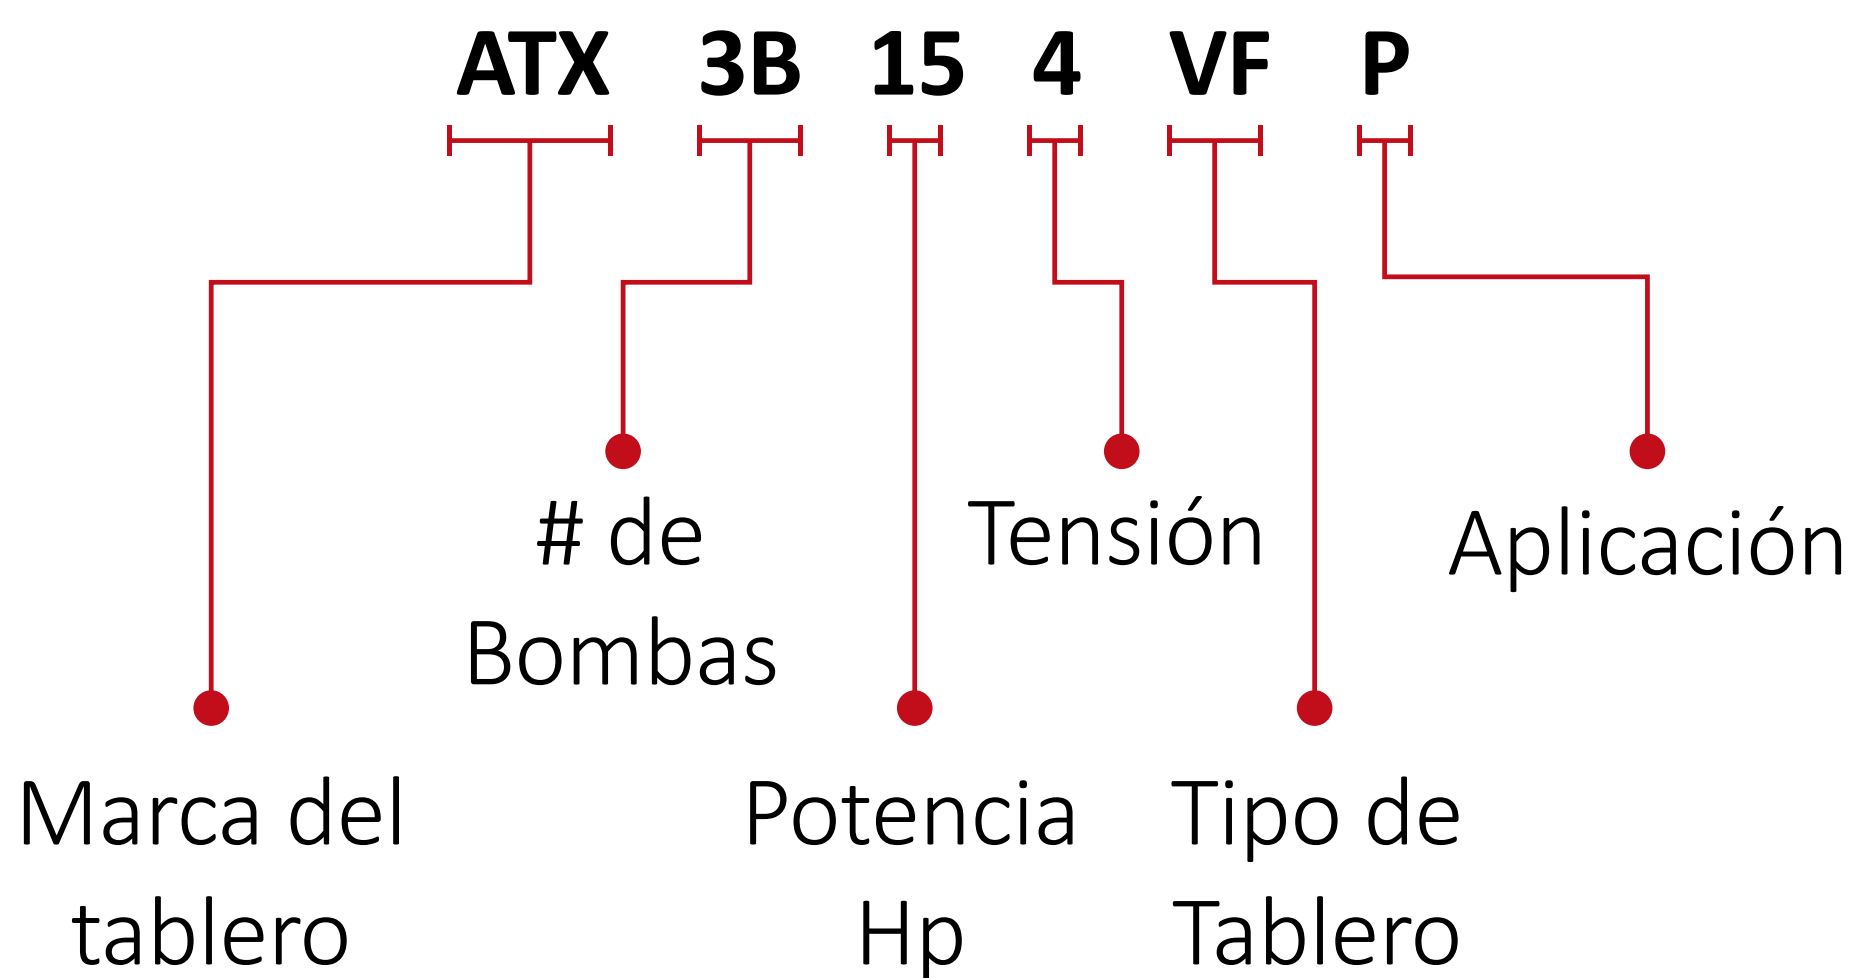 ATX 3B 15 4 VF P
# de
Bombas
Tensión
Aplicación
Marca del
tablero
Potencia
Hp
Tipo de
Tablero